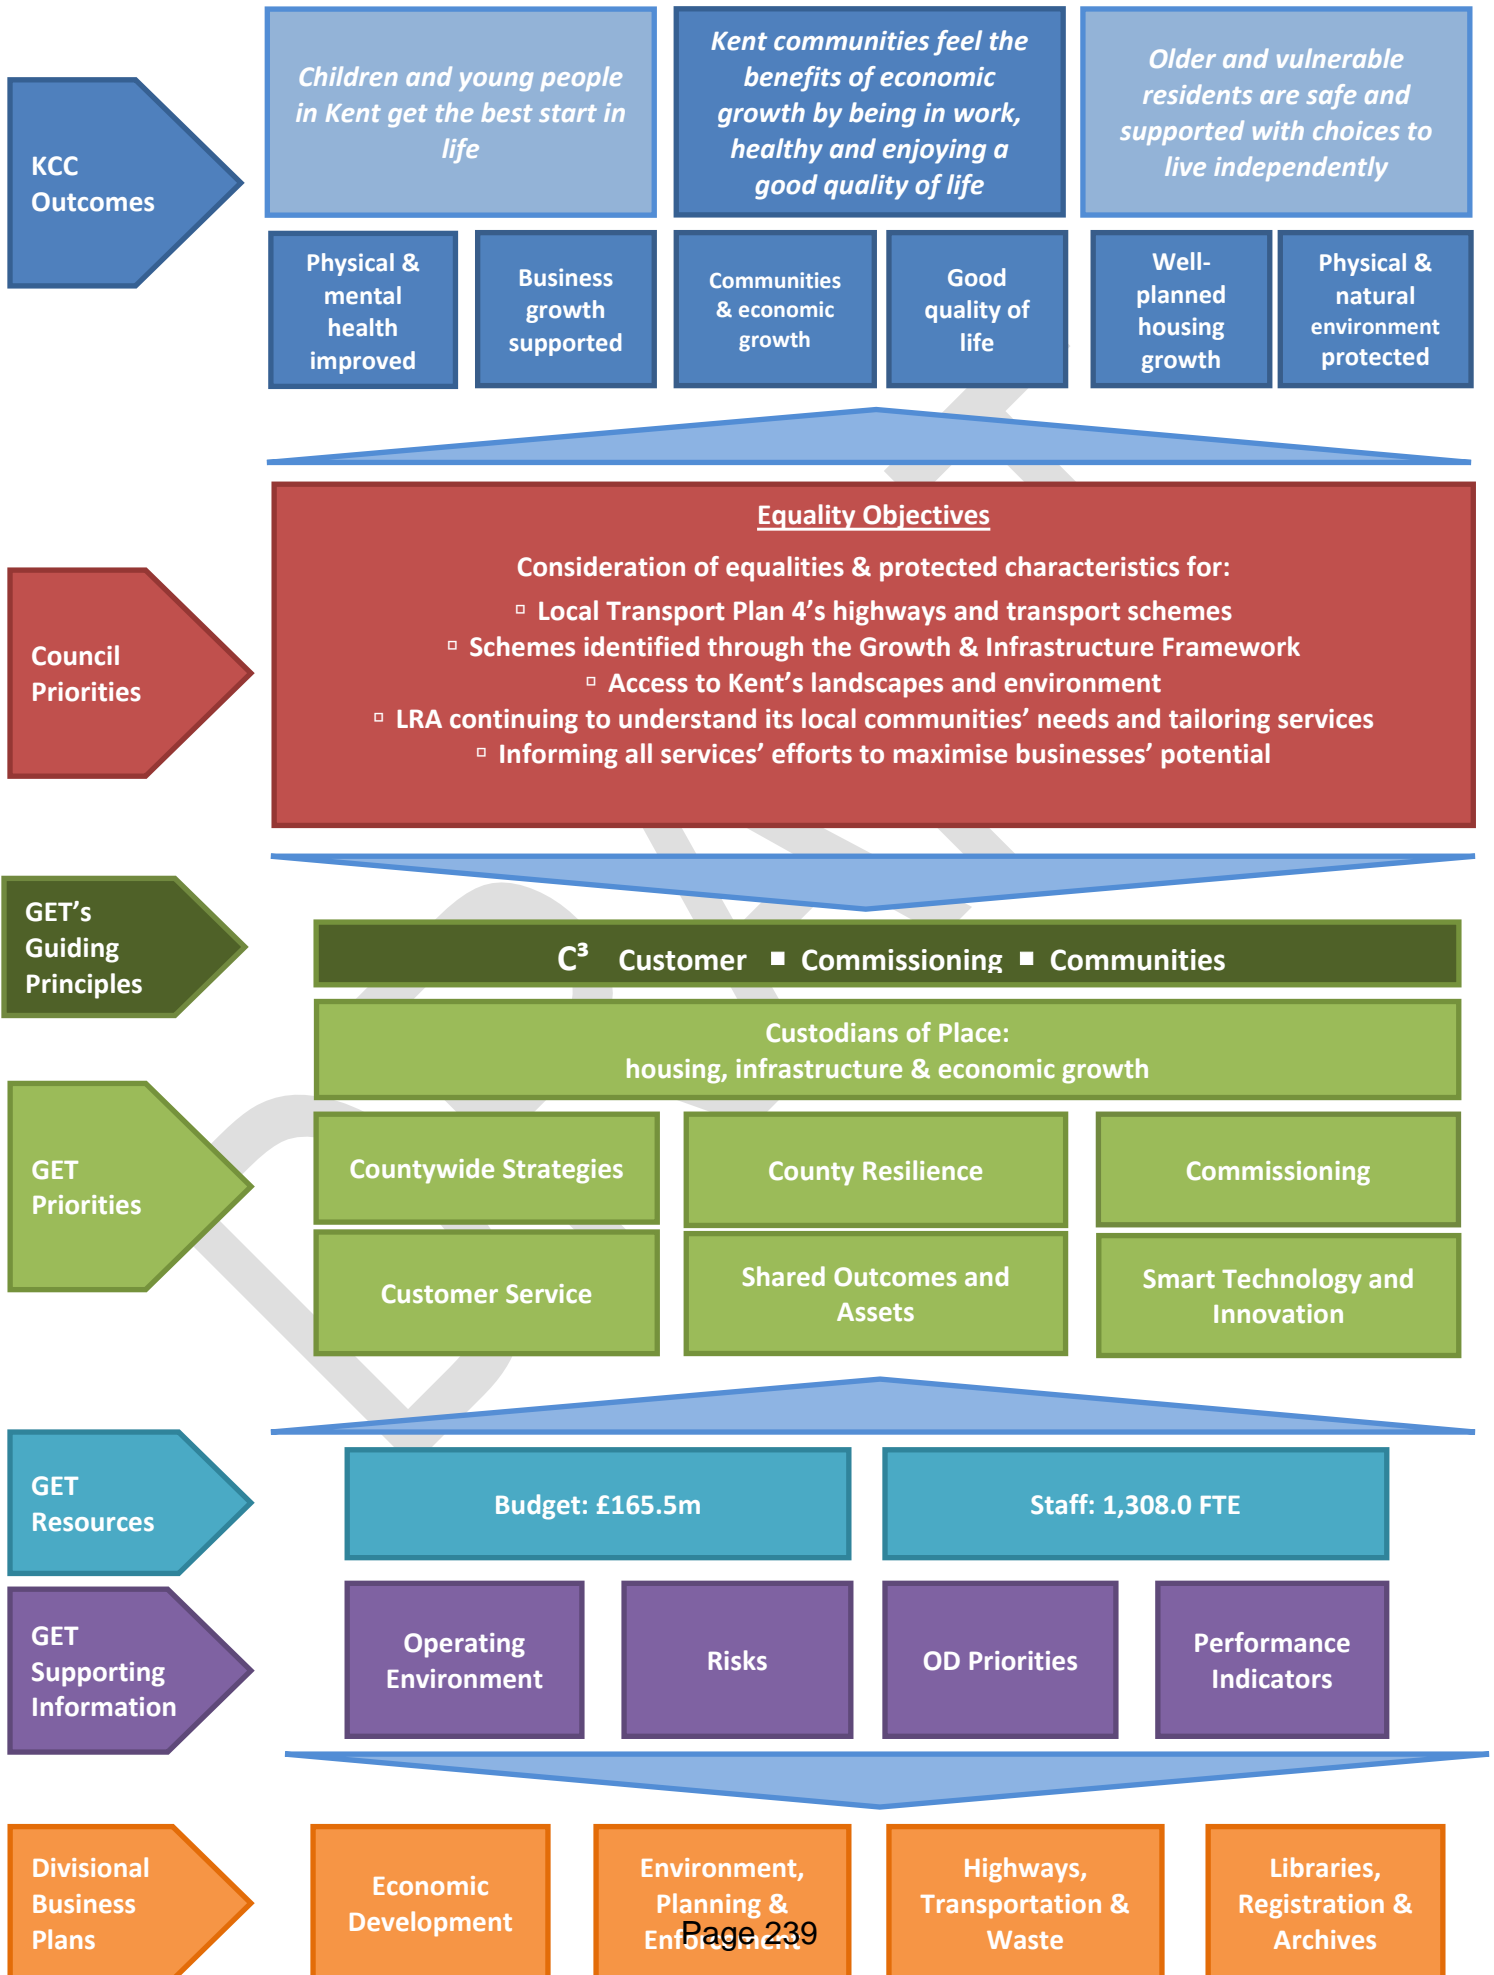 KCC
Outcomes
Children and young people
in Kent get the best start in
life
Kent communities feel the
benefits of economic
growth by being in work,
healthy and enjoying a
good quality of life
Older and vulnerable
residents are safe and
supported with choices to
live independently
Physical &
mental
health
improved
Business
growth
supported
Communities
& economic
growth
Good
quality of
life
Well-
planned
housing
growth
Physical &
natural
environment
protected
Council
Priorities
Equality Objectives
Consideration of equalities & protected characteristics for:
▫ Local Transport Plan 4’s highways and transport schemes
▫ Schemes identified through the Growth & Infrastructure Framework
▫ Access to Kent’s landscapes and environment
▫ LRA continuing to understand its local communities’ needs and tailoring services
▫ Informing all services’ efforts to maximise businesses’ potential
GET’s
Guiding
Principles
C³ Customer ▪ Commissioning ▪ Communities
GET
Priorities
Custodians of Place:
housing, infrastructure & economic growth
Countywide Strategies
County Resilience
Commissioning
Customer Service
Shared Outcomes and
Assets
Smart Technology and
Innovation
GET
Resources
Budget: £165.5m
Staff: 1,308.0 FTE
GET
Supporting
Information
Operating
Environment
Risks
OD Priorities
Performance
Indicators
Divisional
Business
Plans
Economic
Development
Environment,
Planning &
Enforcement
Highways,
Transportation &
Waste
Libraries,
Registration &
Archives
Page 239
DRAFT